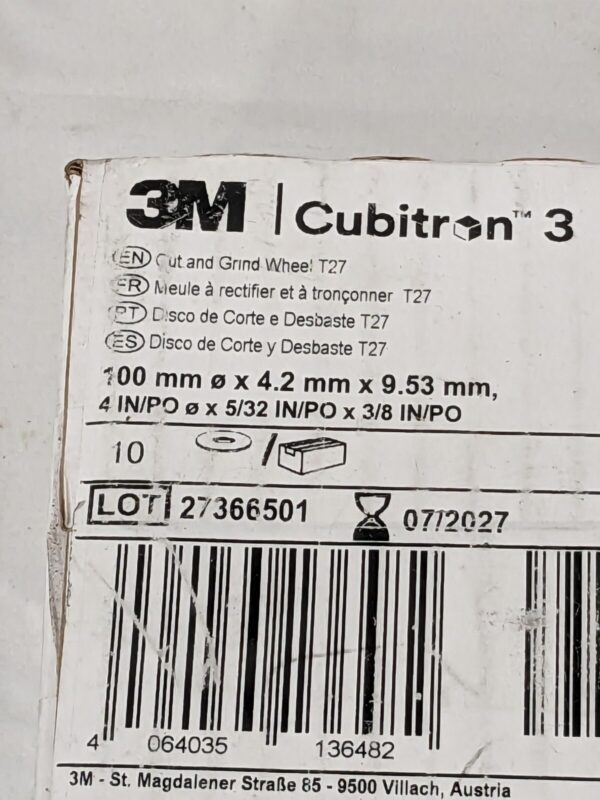 3M | Cubitron™ 3
EN Cut and Grind Wheel T27
FR Meule à rectifier et à tronçonner T27
PT Disco de Corte e Desbaste T27
ES Disco de Corte y Desbaste T27
100 mm ø x 4.2 mm x 9.53 mm,
4 IN/PO ø x 5/32 IN/PO x 3/8 IN/PO
10 /
LOT 27366501 07/2027
4 064035 136482
3M - St. Magdalener Straße 85 - 9500 Villach, Austria